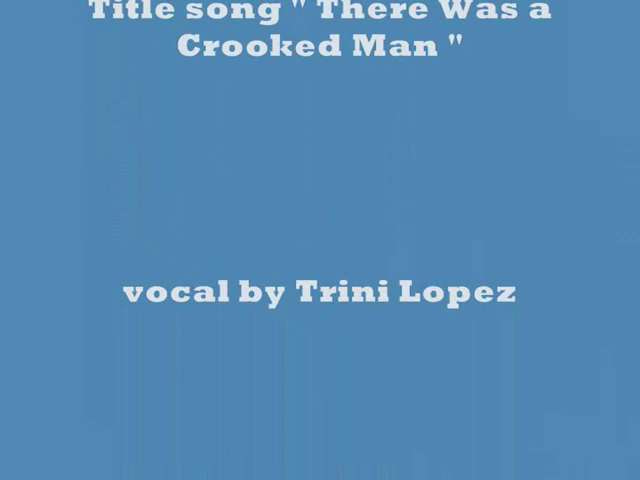 Title song " There Was a
Crooked Man "
vocal by Trini Lopez